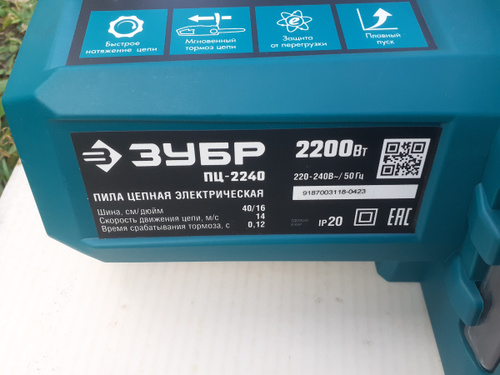 Быстрое
натяжение цепи
Мгновенный
тормоз цепи
Защита
от перегрузки
Плавный
пуск
ЗУБР
ПЦ-2240
2200Вт
220-240В~/50Гц
9187003118-0423
ПИЛА ЦЕПНАЯ ЭЛЕКТРИЧЕСКАЯ
Шина, см/дюйм 40/16
Скорость движения цепи, м/с 14
Время срабатывания тормоза, с 0,12
IP20
EAC